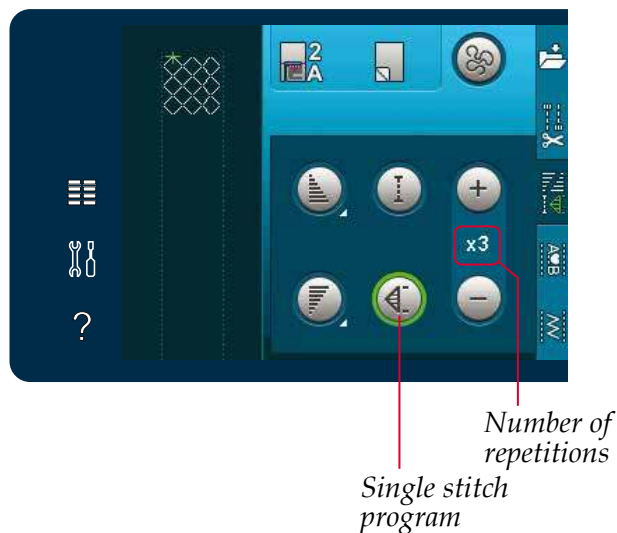 2
A
+
x3
A♥B
−
?
Number of
repetitions
Single stitch
program